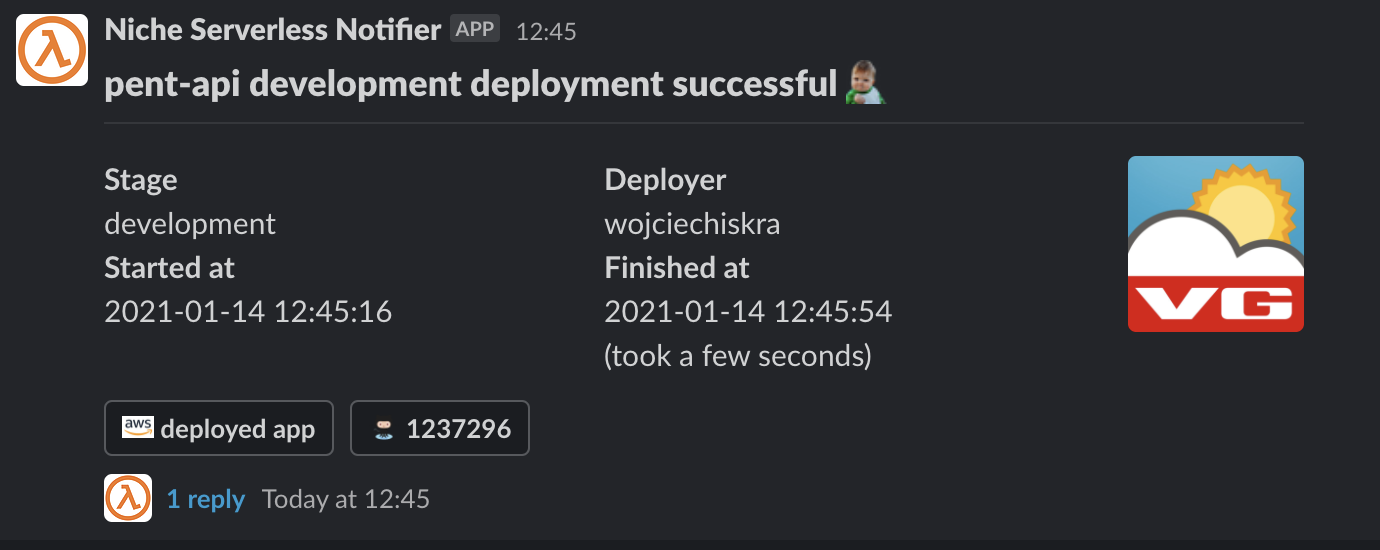 Niche Serverless Notifier APP 12:45
pent-api development deployment successful
Stage
development
Started at
2021-01-14 12:45:16
Deployer
wojciechiskra
Finished at
2021-01-14 12:45:54
(took a few seconds)
VG
aws deployed app
1237296
1 reply Today at 12:45